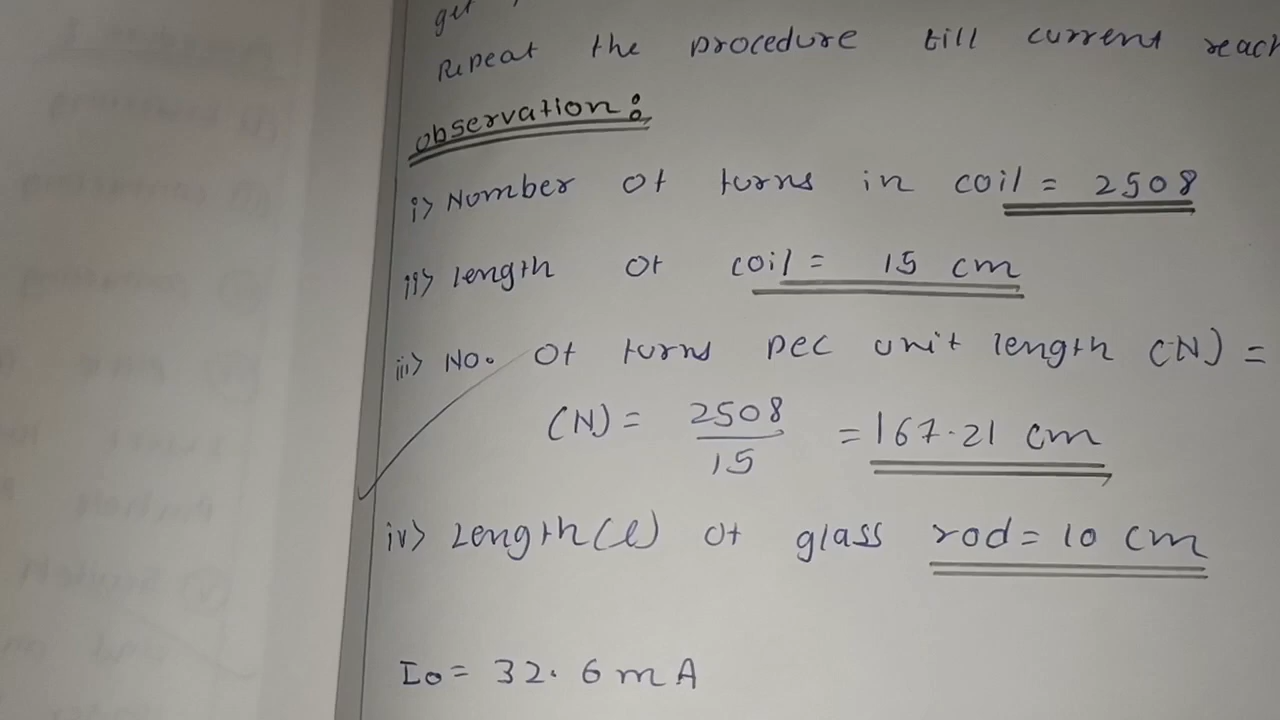 get
Repeat the procedure till current reach
observation:
i> Number of turns in coil = 2508
ii> length of coil = 15 cm
iii> No. of turns per unit length (N) =
(N) = 2508/15 = 167.21 cm
iv> Length(l) of glass rod = 10 cm
I₀ = 32.6 mA